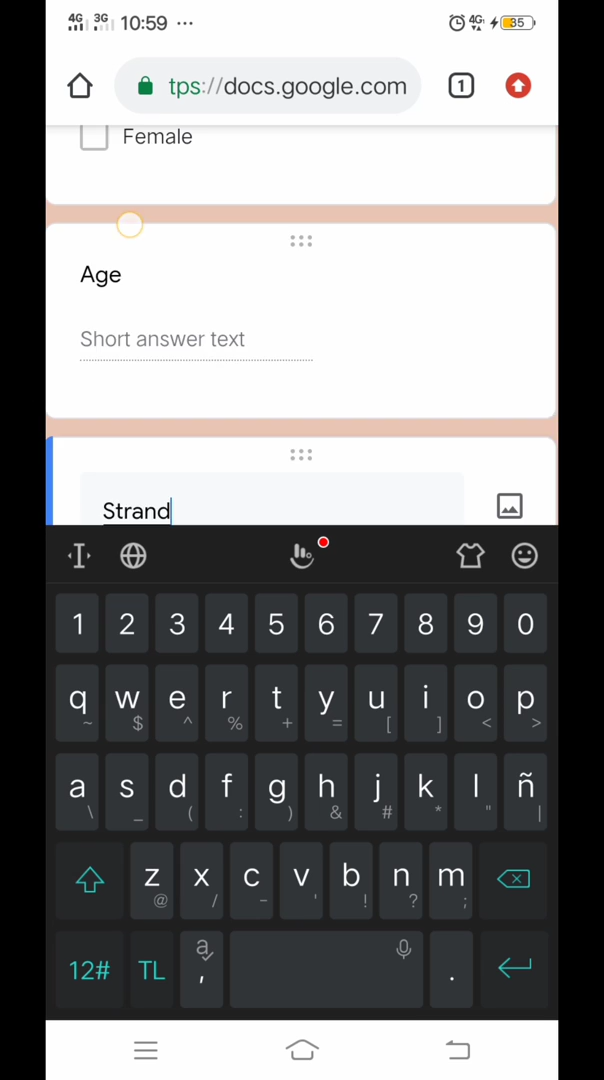 4G 3G 10:59 ··· 4G 35
tps://docs.google.com 1
Female
Age
Short answer text
Strand
1 2 3 4 5 6 7 8 9 0
q w e r t y u i o p
~ $ ^ % + = [ ] < >
a s d f g h j k l ñ
\ _ ( : ) & # * " |
z x c v b n m
@ / - ' ! ? ;
12# TL a , .